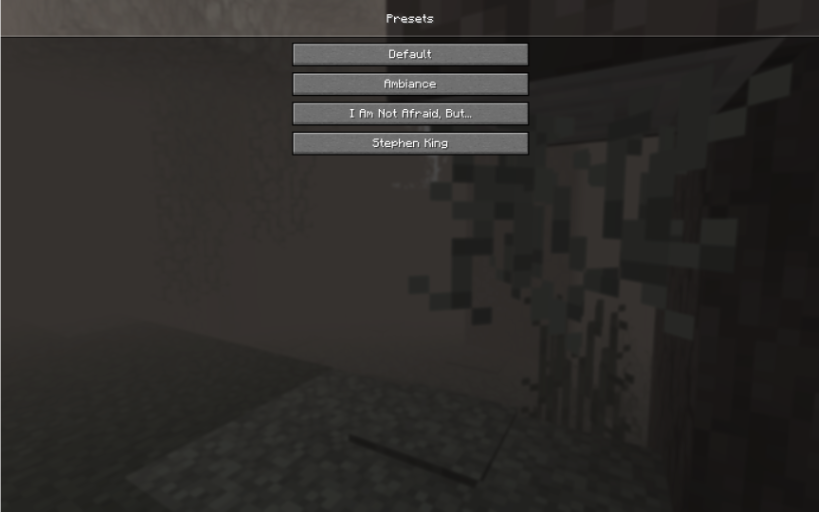 Presets
Default
Ambiance
I Am Not Afraid, But...
Stephen King